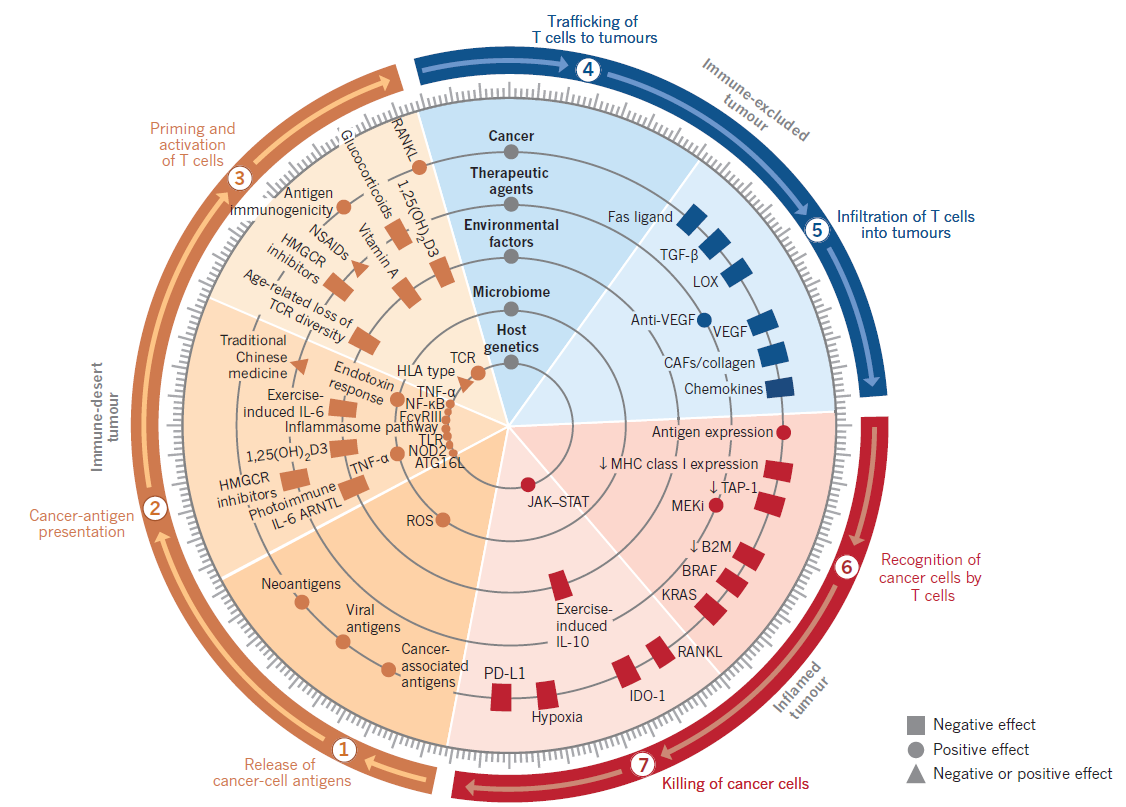 Trafficking of
T cells to tumours
4
Immune-excluded
tumour
Priming and
activation
of T cells
3
Cancer
Therapeutic
agents
Environmental
factors
Microbiome
Host
genetics
RANKL
Glucocorticoids
1,25(OH)2D3
Antigen
immunogenicity
NSAIDs
Vitamin A
HMGCR
inhibitors
Age-related loss of
TCR diversity
TCR
HLA type
Fas ligand
TGF-β
LOX
Anti-VEGF
VEGF
CAFs/collagen
Chemokines
5
Infiltration of T cells
into tumours
Immune-desert
tumour
Traditional
Chinese
medicine
Endotoxin
response
Exercise-
induced IL-6
TNF-α
NF-κB
FcγRIII
Inflammasome pathway
TLR
NOD2
ATG16L
1,25(OH)2D3
TNF-α
HMGCR
inhibitors
Photoimmune
IL-6 ARNTL
2
Cancer-antigen
presentation
Antigen expression
↓MHC class I expression
↓TAP-1
MEKi
↓B2M
BRAF
KRAS
JAK–STAT
6
Recognition of
cancer cells by
T cells
ROS
Neoantigens
Viral
antigens
Cancer-
associated
antigens
Exercise-
induced
IL-10
RANKL
IDO-1
PD-L1
Hypoxia
Inflamed
tumour
1
Release of
cancer-cell antigens
7
Killing of cancer cells
Negative effect
Positive effect
Negative or positive effect